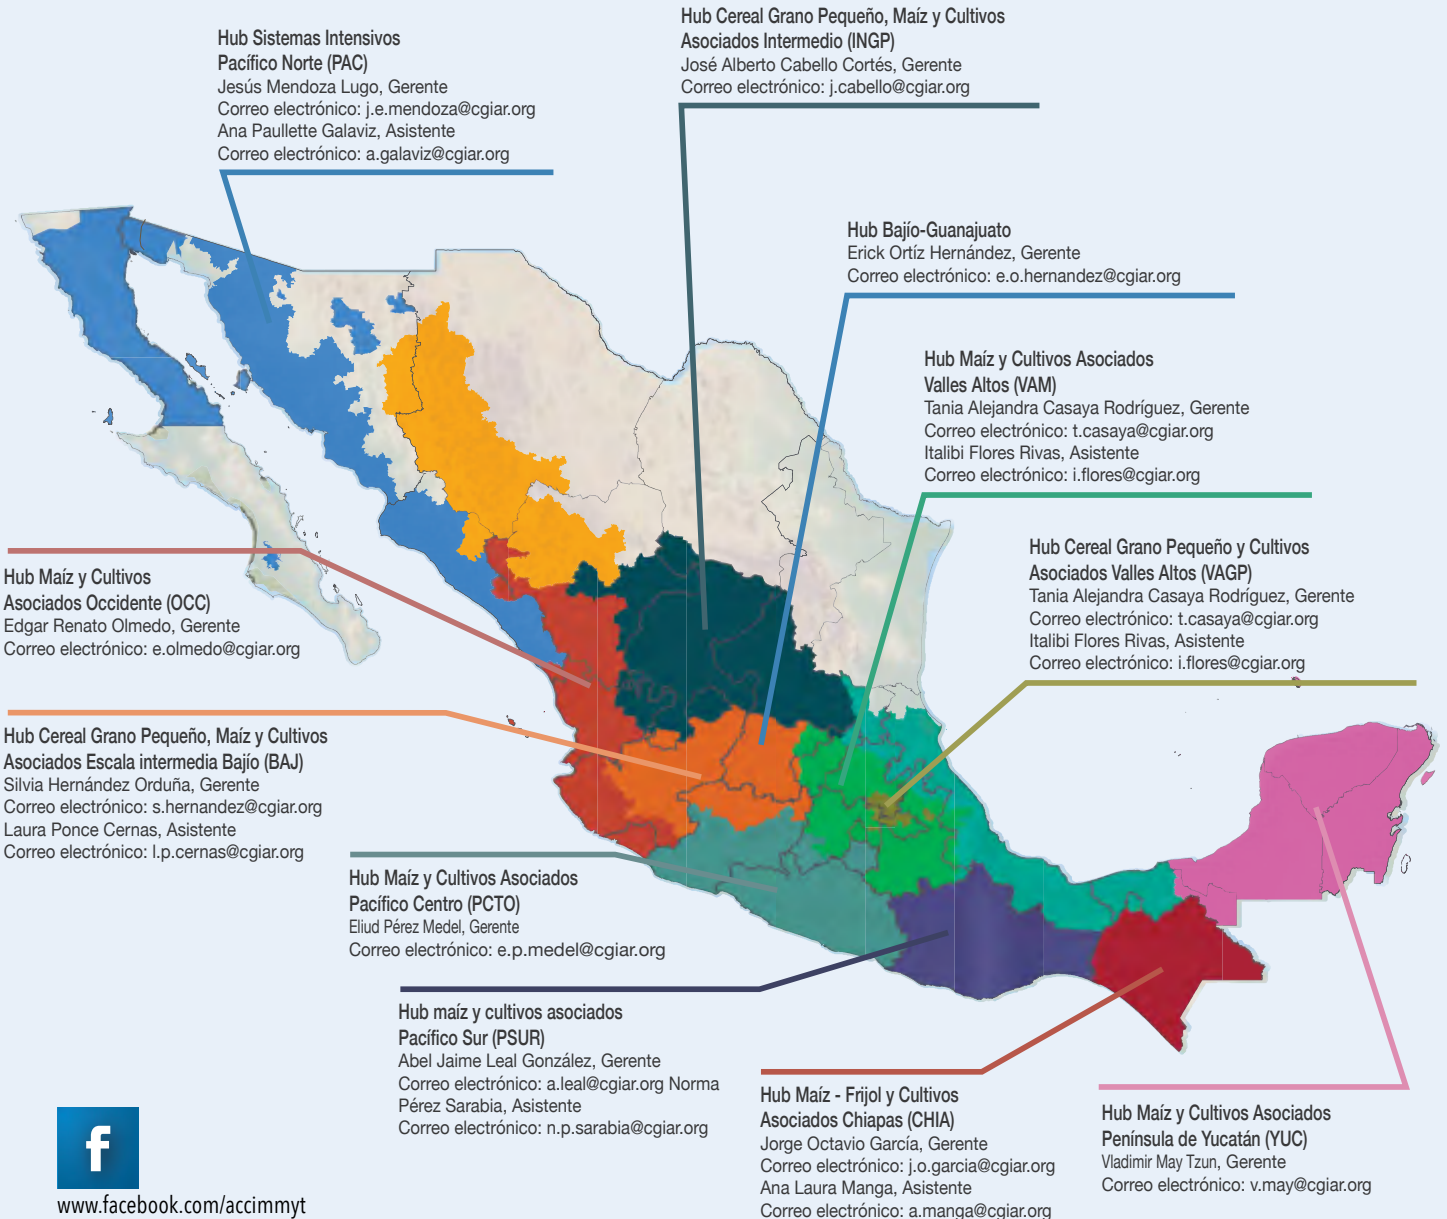 Hub Sistemas Intensivos
Pacífico Norte (PAC)
Jesús Mendoza Lugo, Gerente
Correo electrónico: j.e.mendoza@cgiar.org
Ana Paullette Galaviz, Asistente
Correo electrónico: a.galaviz@cgiar.org
Hub Cereal Grano Pequeño, Maíz y Cultivos
Asociados Intermedio (INGP)
José Alberto Cabello Cortés, Gerente
Correo electrónico: j.cabello@cgiar.org
Hub Bajío-Guanajuato
Erick Ortíz Hernández, Gerente
Correo electrónico: e.o.hernandez@cgiar.org
Hub Maíz y Cultivos Asociados
Valles Altos (VAM)
Tania Alejandra Casaya Rodríguez, Gerente
Correo electrónico: t.casaya@cgiar.org
Italibi Flores Rivas, Asistente
Correo electrónico: i.flores@cgiar.org
Hub Cereal Grano Pequeño y Cultivos
Asociados Valles Altos (VAGP)
Tania Alejandra Casaya Rodríguez, Gerente
Correo electrónico: t.casaya@cgiar.org
Italibi Flores Rivas, Asistente
Correo electrónico: i.flores@cgiar.org
Hub Maíz y Cultivos
Asociados Occidente (OCC)
Edgar Renato Olmedo, Gerente
Correo electrónico: e.olmedo@cgiar.org
Hub Cereal Grano Pequeño, Maíz y Cultivos
Asociados Escala intermedia Bajío (BAJ)
Silvia Hernández Orduña, Gerente
Correo electrónico: s.hernandez@cgiar.org
Laura Ponce Cernas, Asistente
Correo electrónico: l.p.cernas@cgiar.org
Hub Maíz y Cultivos Asociados
Pacífico Centro (PCTO)
Eliud Pérez Medel, Gerente
Correo electrónico: e.p.medel@cgiar.org
Hub maíz y cultivos asociados
Pacífico Sur (PSUR)
Abel Jaime Leal González, Gerente
Correo electrónico: a.leal@cgiar.org Norma
Pérez Sarabia, Asistente
Correo electrónico: n.p.sarabia@cgiar.org
Hub Maíz - Frijol y Cultivos
Asociados Chiapas (CHIA)
Jorge Octavio García, Gerente
Correo electrónico: j.o.garcia@cgiar.org
Ana Laura Manga, Asistente
Correo electrónico: a.manga@cgiar.org
Hub Maíz y Cultivos Asociados
Península de Yucatán (YUC)
Vladimir May Tzun, Gerente
Correo electrónico: v.may@cgiar.org
f
www.facebook.com/accimmyt